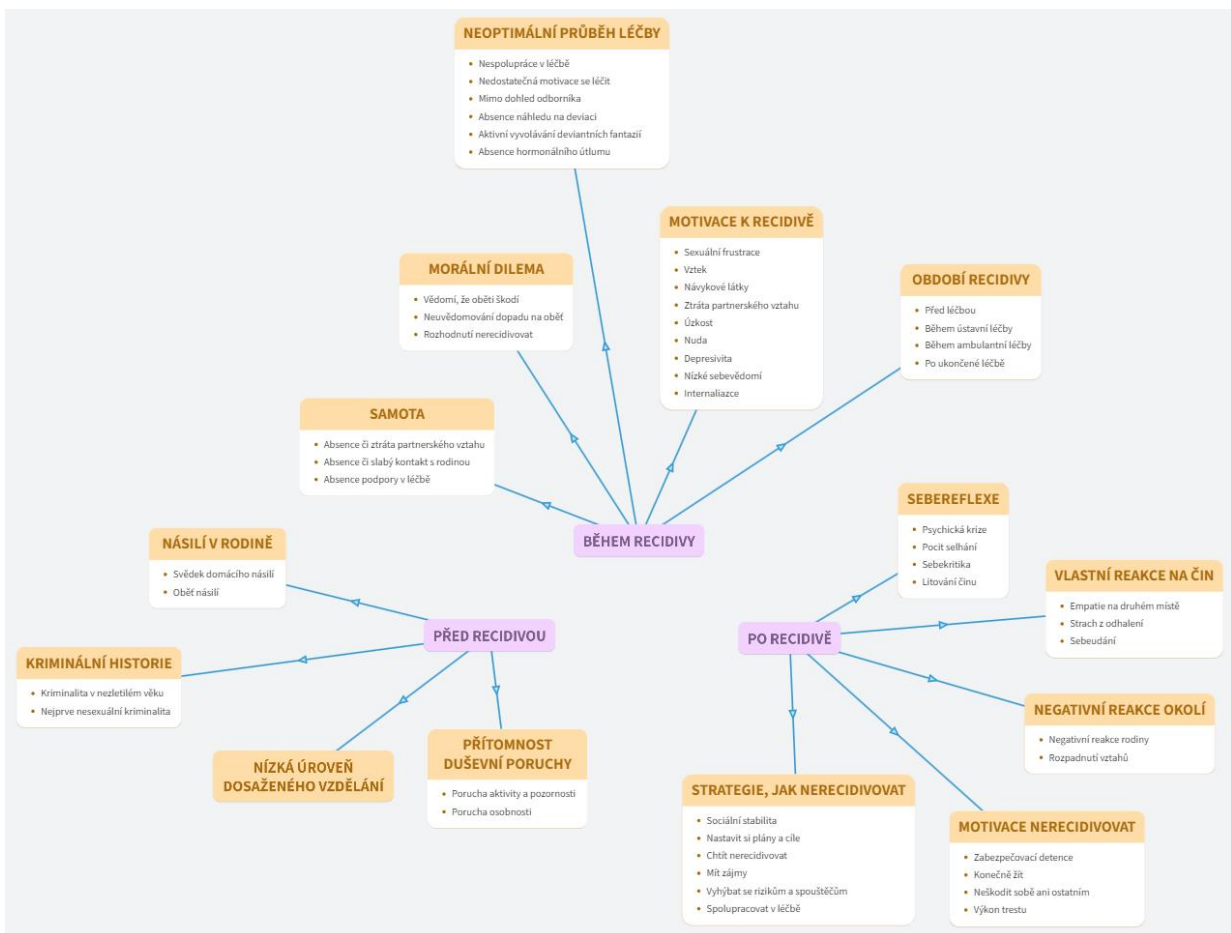 NEOPTIMÁLNÍ PRŮBĚH LÉČBY
Nespolupráce v léčbě
Nedostatečná motivace se léčit
Mimo dohled odborníka
Absence náhledu na deviaci
Aktivní vyvolávání deviantních fantazií
Absence hormonálního útlumu
MOTIVACE K RECIDIVĚ
Sexuální frustrace
Vztek
Návykové látky
Ztráta partnerského vztahu
Úzkost
Nuda
Depresivita
Nízké sebevědomí
Internaliazce
MORÁLNÍ DILEMA
Vědomí, že oběti škodí
Neuvědomování dopadu na oběť
Rozhodnutí nerecidivovat
OBDOBÍ RECIDIVY
Před léčbou
Během ústavní léčby
Během ambulantní léčby
Po ukončené léčbě
SAMOTA
Absence či ztráta partnerského vztahu
Absence či slabý kontakt s rodinou
Absence podpory v léčbě
BĚHEM RECIDIVY
SEBEREFLEXE
Psychická krize
Pocit selhání
Sebekritika
Litování činu
NÁSILÍ V RODINĚ
Svědek domácího násilí
Oběť násilí
VLASTNÍ REAKCE NA ČIN
Empatie na druhém místě
Strach z odhalení
Sebeudání
PŘED RECIDIVOU
PO RECIDIVĚ
KRIMINÁLNÍ HISTORIE
Kriminalita v nezletilém věku
Nejprve nesexuální kriminalita
NEGATIVNÍ REAKCE OKOLÍ
Negativní reakce rodiny
Rozpadnutí vztahů
NÍZKÁ ÚROVEŇ
DOSAŽENÉHO VZDĚLÁNÍ
PŘÍTOMNOST
DUŠEVNÍ PORUCHY
Porucha aktivity a pozornosti
Porucha osobnosti
STRATEGIE, JAK NERECIDIVOVAT
Sociální stabilita
Nastavit si plány a cíle
Chtít nerecidivovat
Mít zájmy
Vyhýbat se rizikům a spouštěčům
Spolupracovat v léčbě
MOTIVACE NERECIDIVOVAT
Zabezpečovací detence
Konečně žít
Neškodit sobě ani ostatním
Výkon trestu